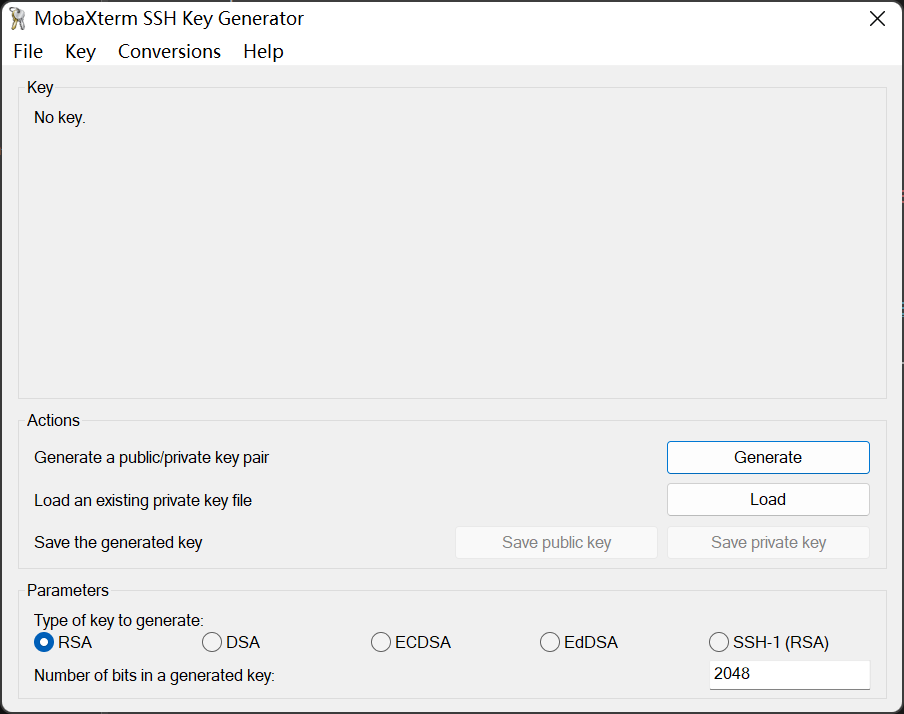 MobaXterm SSH Key Generator
File Key Conversions Help
Key
No key.
Actions
Generate a public/private key pair Generate
Load an existing private key file Load
Save the generated key Save public key Save private key
Parameters
Type of key to generate:
RSA DSA ECDSA EdDSA SSH-1 (RSA)
Number of bits in a generated key: 2048